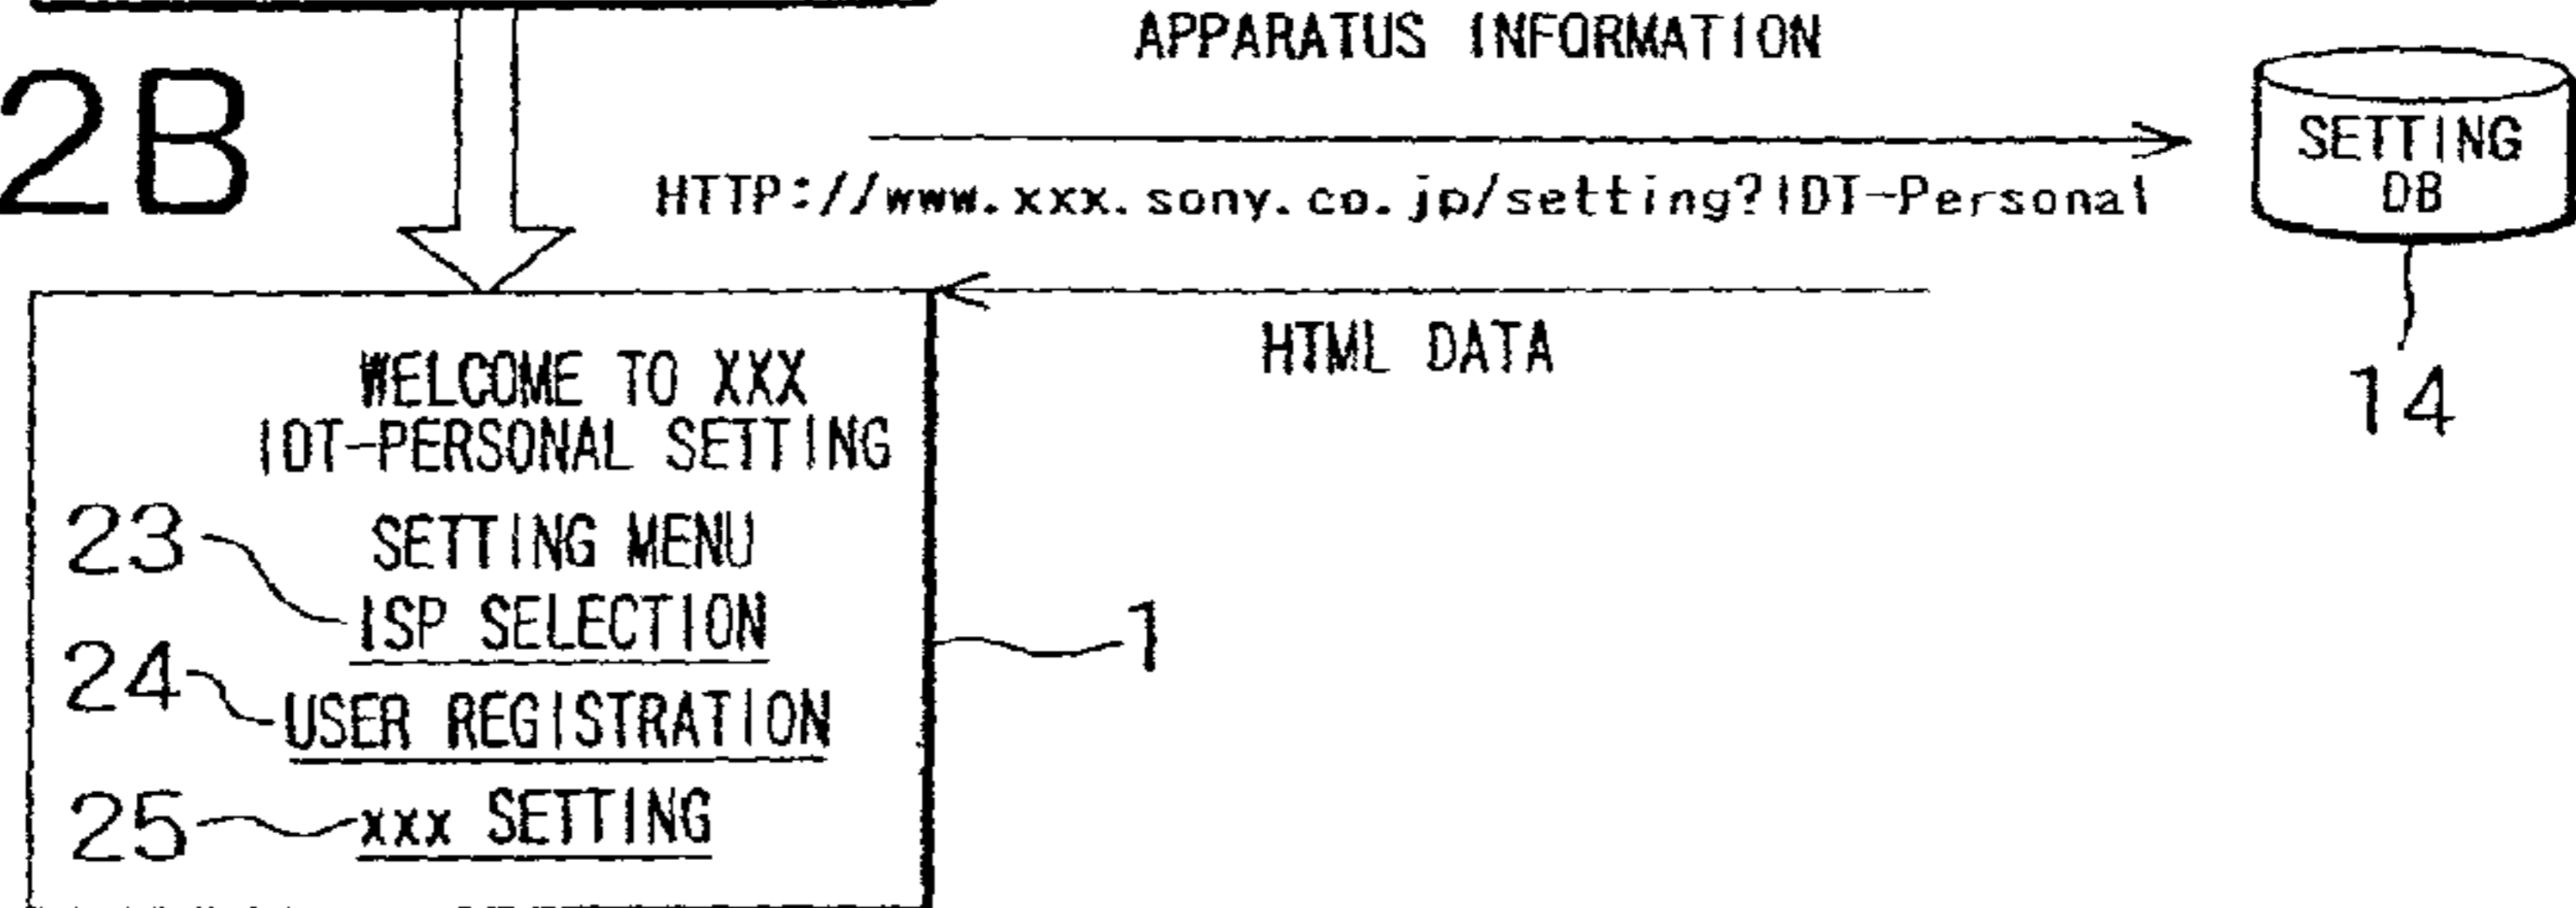 APPARATUS INFORMATION
2B
HTTP://www.xxx.sony.co.jp/setting?IDT-Personal
SETTING
DB
HTML DATA
14
WELCOME TO XXX
IDT-PERSONAL SETTING
SETTING MENU
23
ISP SELECTION
1
24
USER REGISTRATION
25
xxx SETTING